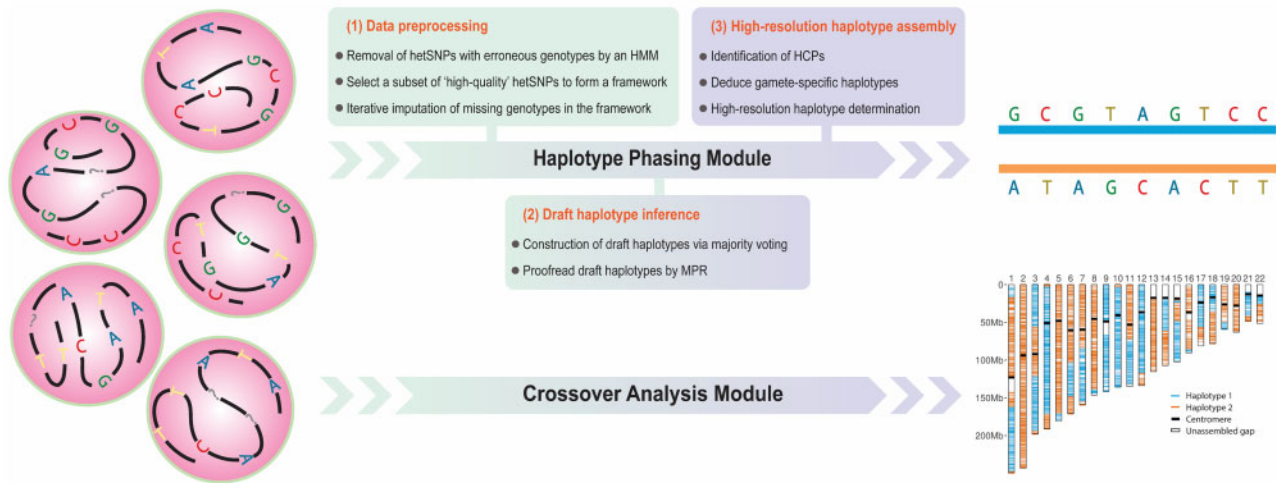 (1) Data preprocessing
● Removal of hetSNPs with erroneous genotypes by an HMM
● Select a subset of ‘high-quality’ hetSNPs to form a framework
● Iterative imputation of missing genotypes in the framework
(3) High-resolution haplotype assembly
● Identification of HCPs
● Deduce gamete-specific haplotypes
● High-resolution haplotype determination
Haplotype Phasing Module
(2) Draft haplotype inference
● Construction of draft haplotypes via majority voting
● Proofread draft haplotypes by MPR
G C G T A G T C C
A T A G C A C T T
Crossover Analysis Module
1 2 3 4 5 6 7 8 9 10 11 12 13 14 15 16 17 18 19 20 21 22
0
50Mb
100Mb
150Mb
200Mb
Haplotype 1
Haplotype 2
Centromere
Unassembled gap